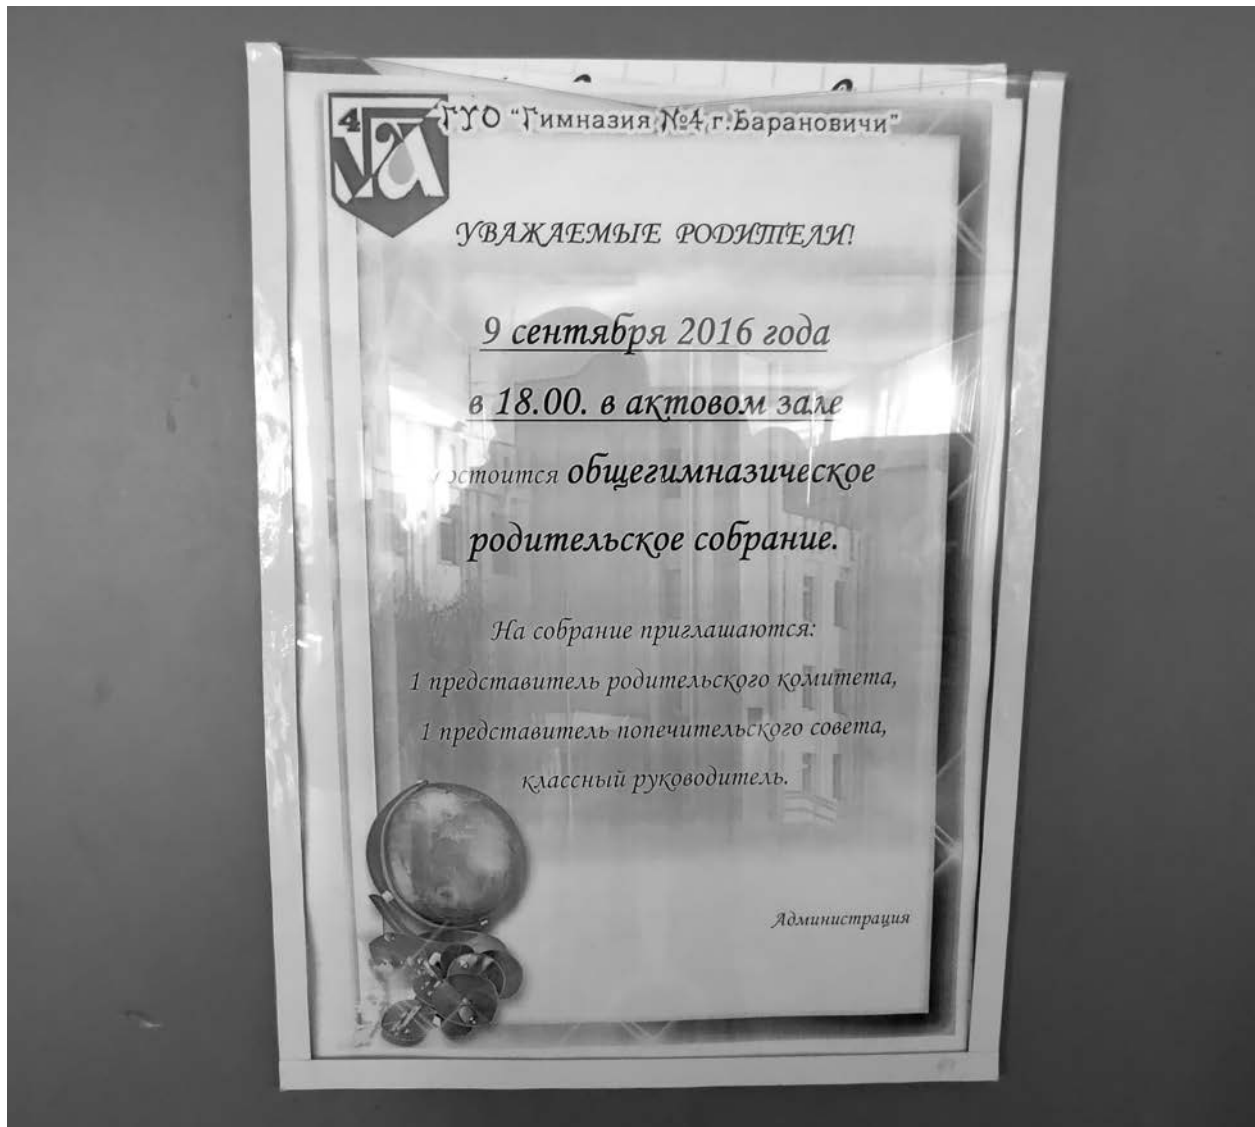 4
ГУО "Гимназия №4 г.Барановичи"
УВАЖАЕМЫЕ РОДИТЕЛИ!
9 сентября 2016 года
в 18.00. в актовом зале
общегимназическое
родительское собрание.
На собрание приглашаются:
1 представитель родительского комитета,
1 представитель попечительского совета,
классный руководитель.
Администрация